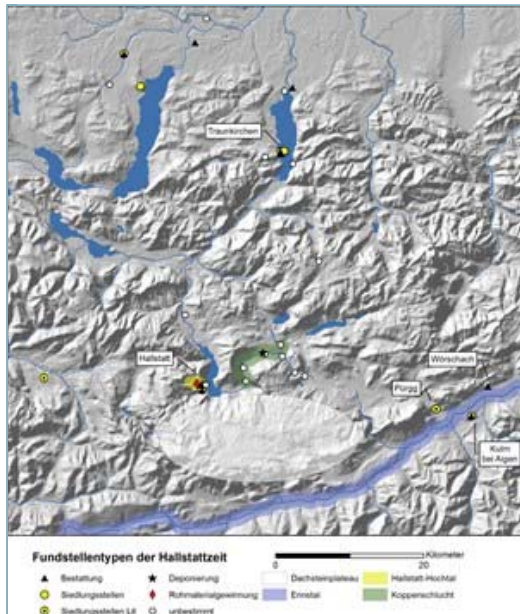 Traunkirchen
Hallstatt
Wörschach
Pürgg
Kulm
bei Aigen
Fundstellentypen der Hallstattzeit
Kilometer
0 20
Bestattung
Deponierung
Dachsteinplateau
Hallstatt-Hochtal
Siedlungsstellen
Rohmaterialgewinnung
Ennstal
Koppenschlucht
Siedlungsstellen Lit
unbestimmt